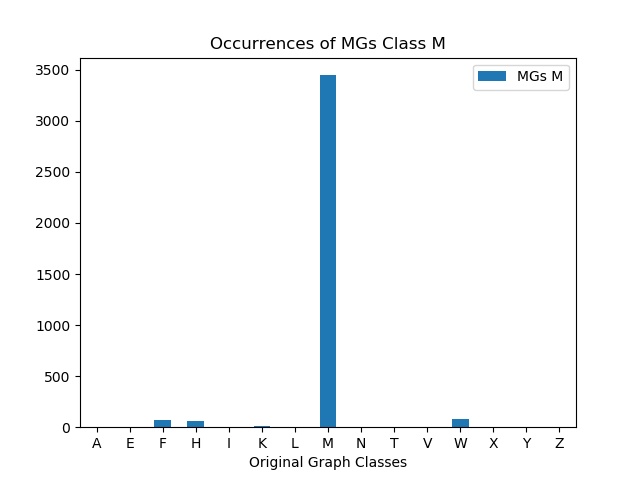 Occurrences of MGs Class M
MGs M
3500
3000
2500
2000
1500
1000
500
0
A E F H I K L M N T V W X Y Z
Original Graph Classes